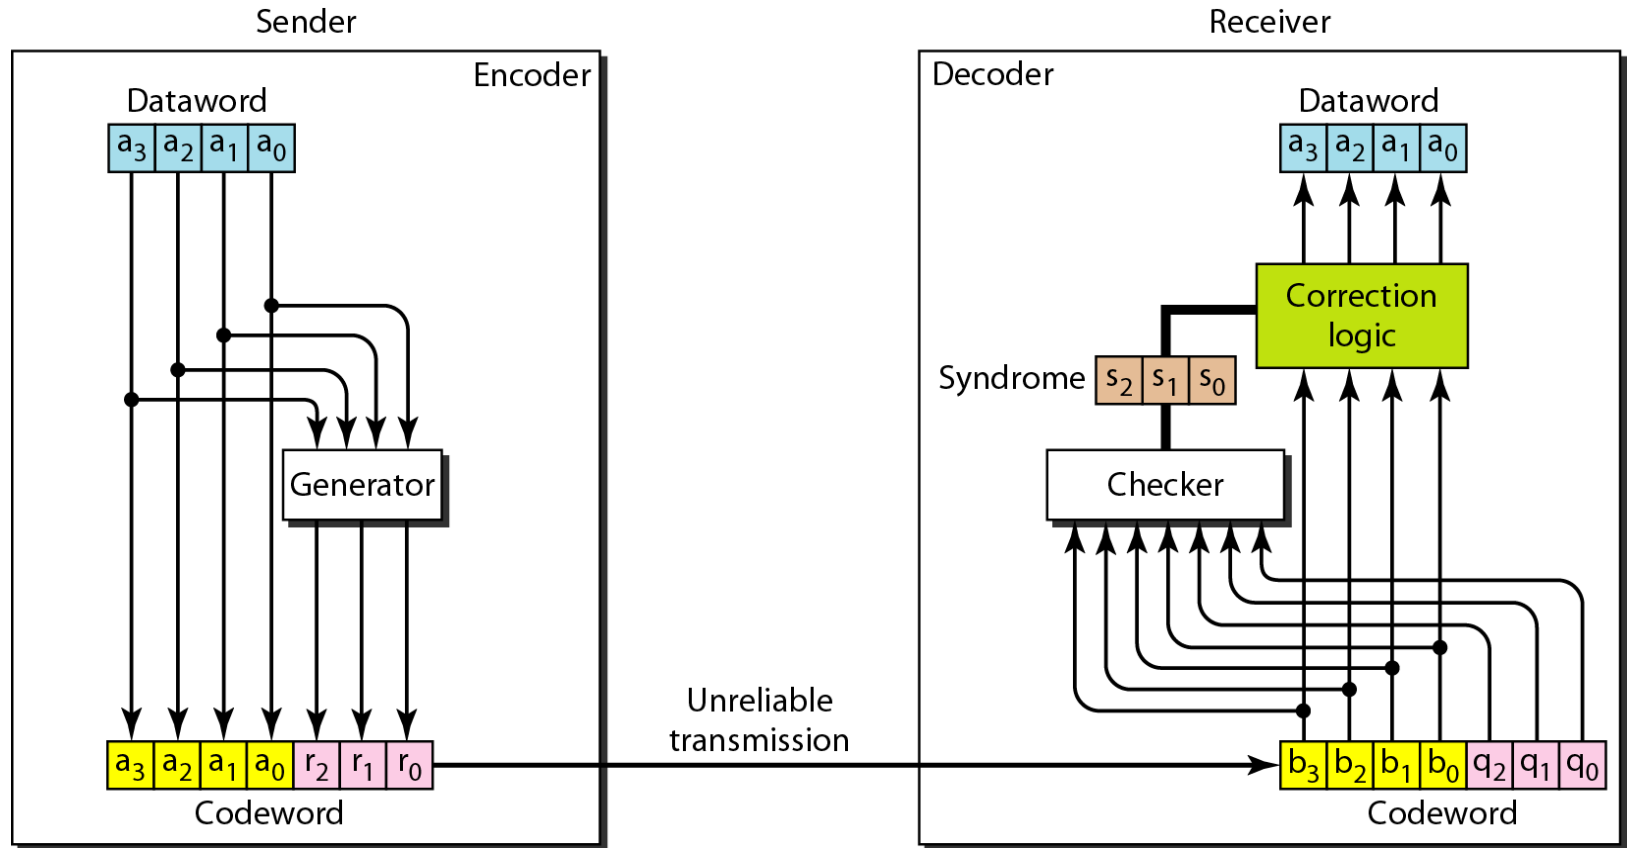 Sender
Receiver
Encoder
Decoder
Dataword
Dataword
a3 a2 a1 a0
a3 a2 a1 a0
Correction
logic
Syndrome
s2 s1 s0
Generator
Checker
Unreliable
transmission
a3 a2 a1 a0 r2 r1 r0
b3 b2 b1 b0 q2 q1 q0
Codeword
Codeword